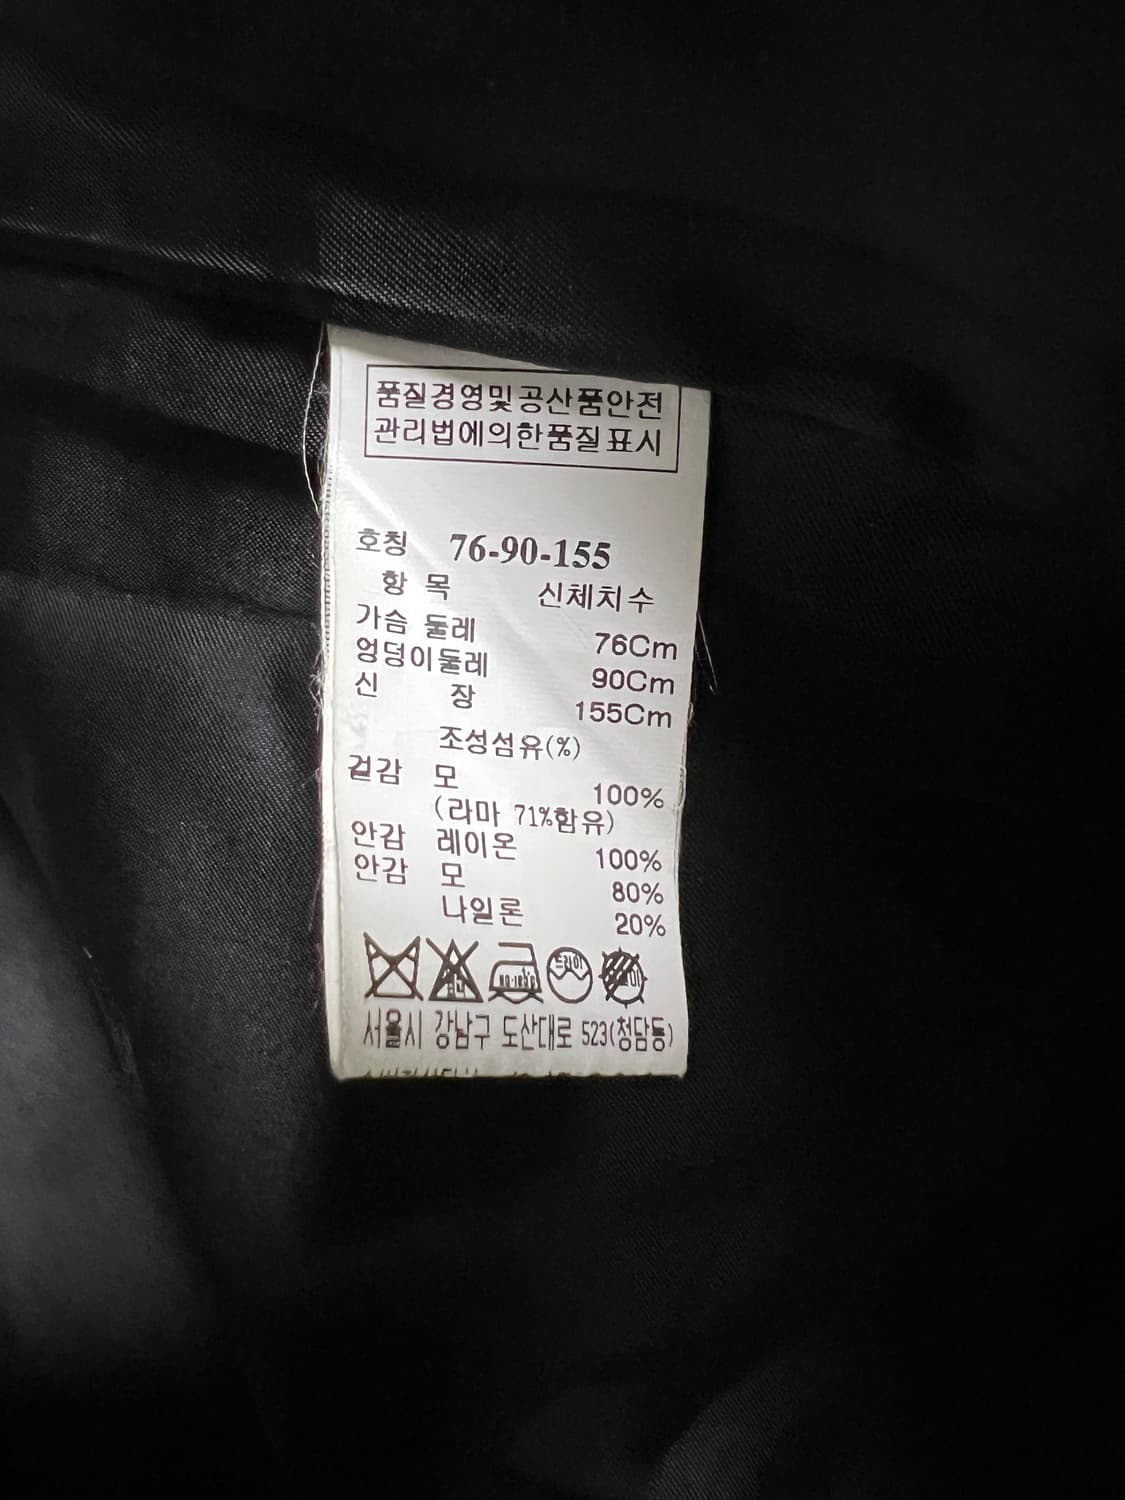 품질경영및공산품안전
관리법에의한품질표시
호칭 76-90-155
항 목 신체치수
가슴 둘레 76Cm
엉덩이둘레 90Cm
신 장 155Cm
조성섬유(%)
겉감 모 100%
(라마 71%함유)
안감 레이온 100%
안감 모 80%
나일론 20%
드라이
서울시 강남구 도산대로 523(청담동)